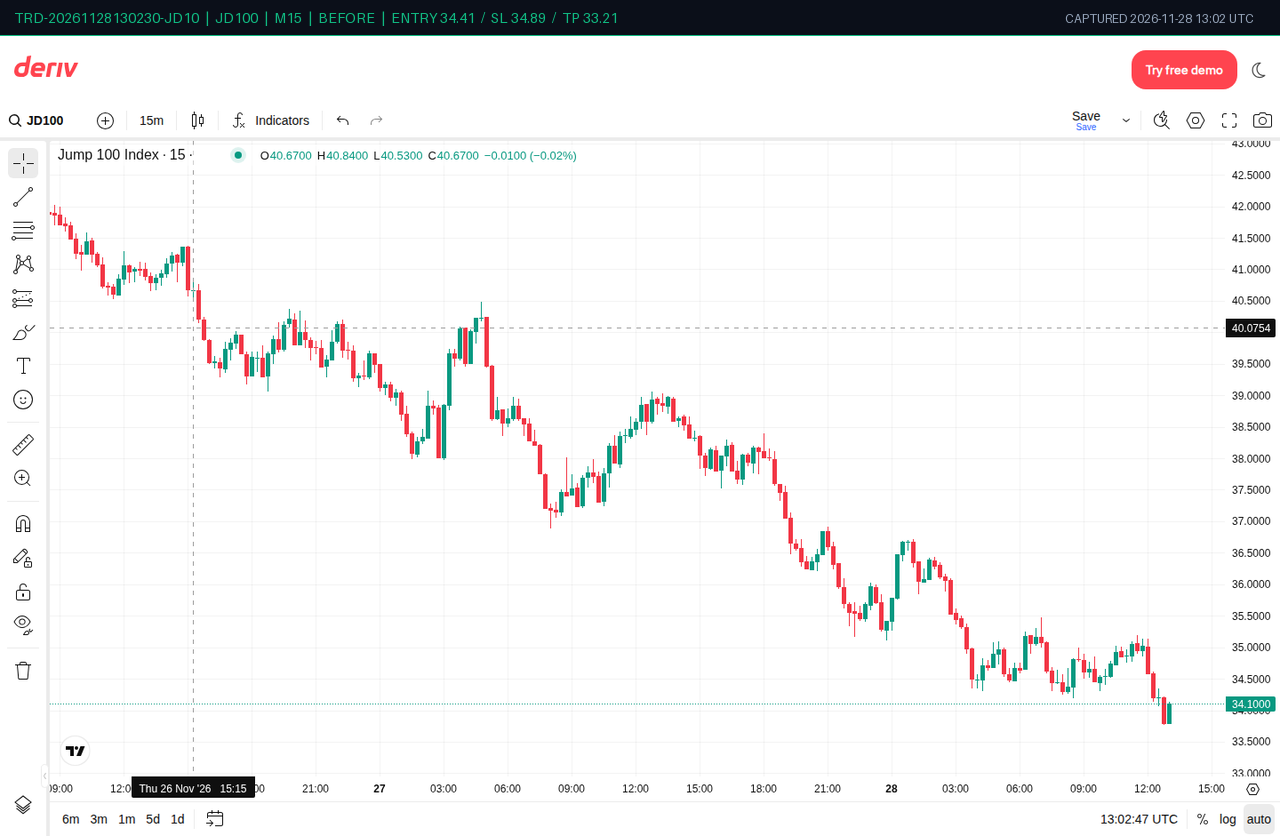 TRD-20261128130230-JD10 | JD100 | M15 | BEFORE | ENTRY 34.41 / SL 34.89 / TP 33.21
CAPTURED 2026-11-28 13:02 UTC
deriv
Try free demo
JD100
15m
Indicators
Save
Save
Jump 100 Index · 15 ·
O40.6700 H40.8400 L40.5300 C40.6700 −0.0100 (−0.02%)
43.0000
42.5000
42.0000
41.5000
41.0000
40.5000
40.0754
39.5000
39.0000
38.5000
38.0000
37.5000
37.0000
36.5000
36.0000
35.5000
35.0000
34.5000
34.1000
34.0000
33.5000
33.0000
09:00
Thu 26 Nov '26 15:15
21:00
27
03:00
06:00
09:00
12:00
15:00
18:00
21:00
28
03:00
06:00
09:00
12:00
15:00
6m 3m 1m 5d 1d
13:02:47 UTC
%
log
auto